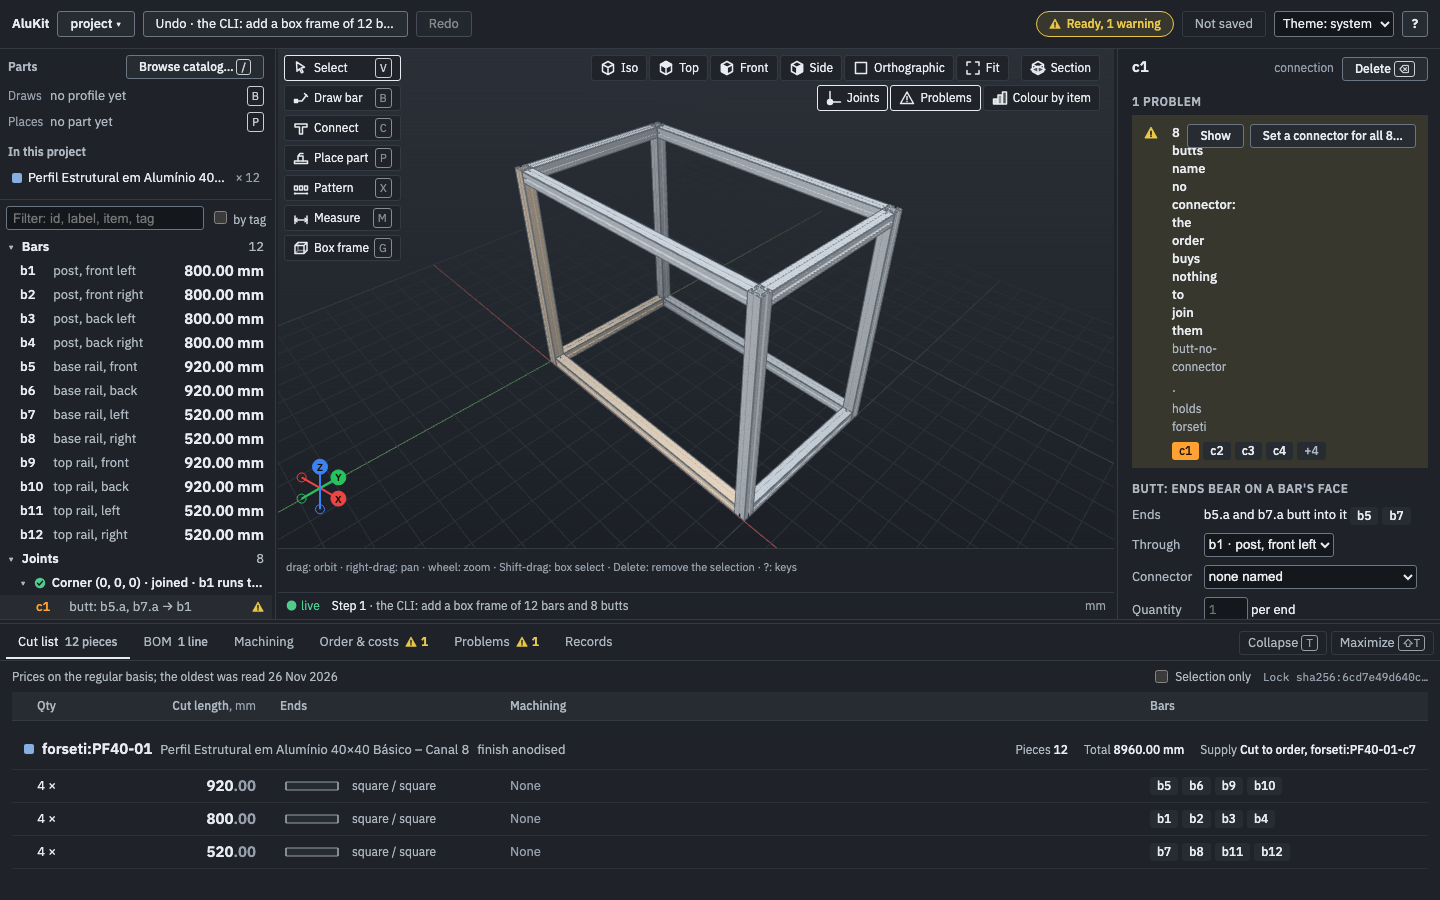 AluKit
project ▾
Undo · the CLI: add a box frame of 12 b...
Redo
Ready, 1 warning
Not saved
Theme: system
?
Parts
Browse catalog... /
Draws no profile yet B
Places no part yet P
In this project
Perfil Estrutural em Alumínio 40... × 12
Filter: id, label, item, tag
by tag
Bars 12
b1 post, front left 800.00 mm
b2 post, front right 800.00 mm
b3 post, back left 800.00 mm
b4 post, back right 800.00 mm
b5 base rail, front 920.00 mm
b6 base rail, back 920.00 mm
b7 base rail, left 520.00 mm
b8 base rail, right 520.00 mm
b9 top rail, front 920.00 mm
b10 top rail, back 920.00 mm
b11 top rail, left 520.00 mm
b12 top rail, right 520.00 mm
Joints 8
Corner (0, 0, 0) · joined · b1 runs t...
c1 butt: b5.a, b7.a → b1
Select V
Draw bar B
Connect C
Place part P
Pattern X
Measure M
Box frame G
Iso
Top
Front
Side
Orthographic
Fit
Section
Joints
Problems
Colour by item
Z
Y
X
drag: orbit · right-drag: pan · wheel: zoom · Shift-drag: box select · Delete: remove the selection · ?: keys
live Step 1 · the CLI: add a box frame of 12 bars and 8 butts mm
c1 connection Delete
1 PROBLEM
8
Show
Set a connector for all 8...
butts
name
no
connector:
the
order
buys
nothing
to
join
them
butt-no-
connector
·
holds
forseti
c1 c2 c3 c4 +4
BUTT: ENDS BEAR ON A BAR'S FACE
Ends b5.a and b7.a butt into it b5 b7
Through b1 · post, front left
Connector none named
Quantity 1 per end
Cut list 12 pieces
BOM 1 line
Machining
Order & costs 1
Problems 1
Records
Collapse T
Maximize ⇧T
Prices on the regular basis; the oldest was read 26 Nov 2026
Selection only
Lock sha256:6cd7e49d640c…
Qty Cut length, mm Ends Machining Bars
forseti:PF40-01 Perfil Estrutural em Alumínio 40×40 Básico – Canal 8 finish anodised Pieces 12 Total 8960.00 mm Supply Cut to order, forseti:PF40-01-c7
4 × 920.00 square / square None b5 b6 b9 b10
4 × 800.00 square / square None b1 b2 b3 b4
4 × 520.00 square / square None b7 b8 b11 b12